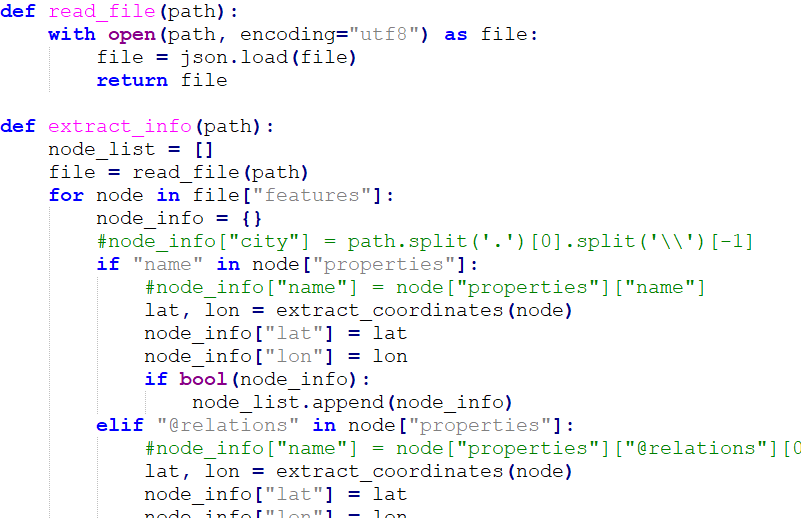 def read_file(path):
    with open(path, encoding="utf8") as file:
        file = json.load(file)
        return file

def extract_info(path):
    node_list = []
    file = read_file(path)
    for node in file["features"]:
        node_info = {}
        #node_info["city"] = path.split('.')[0].split('\\')[-1]
        if "name" in node["properties"]:
            #node_info["name"] = node["properties"]["name"]
            lat, lon = extract_coordinates(node)
            node_info["lat"] = lat
            node_info["lon"] = lon
            if bool(node_info):
                node_list.append(node_info)
        elif "@relations" in node["properties"]:
            #node_info["name"] = node["properties"]["@relations"][0
            lat, lon = extract_coordinates(node)
            node_info["lat"] = lat
            node_info["lon"] = lon